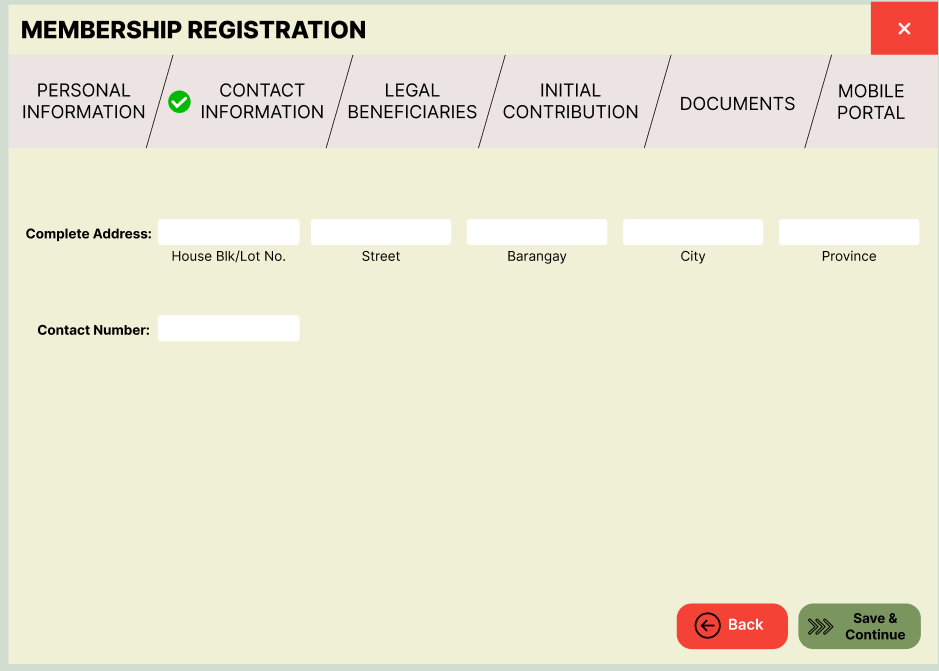 MEMBERSHIP REGISTRATION
PERSONAL
INFORMATION
CONTACT
INFORMATION
LEGAL
BENEFICIARIES
INITIAL
CONTRIBUTION
DOCUMENTS
MOBILE
PORTAL
Complete Address:
House Blk/Lot No.
Street
Barangay
City
Province
Contact Number:
Back
Save &
Continue